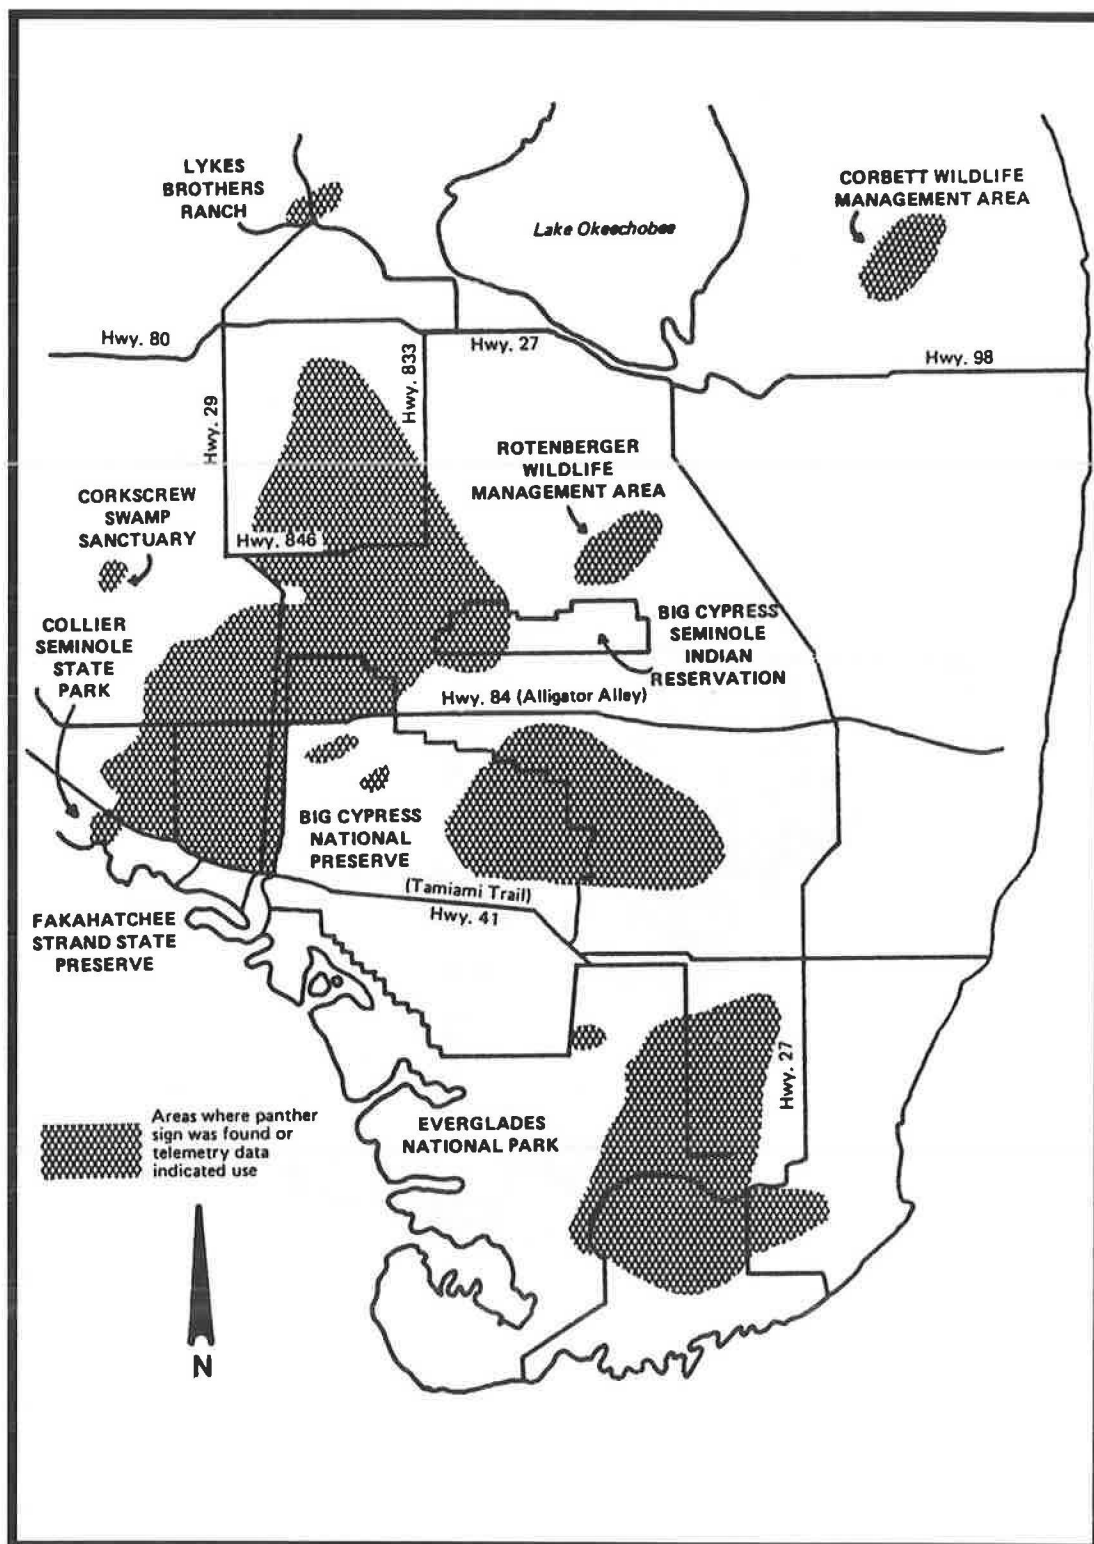 LYKES
BROTHERS
RANCH
CORBETT WILDLIFE
MANAGEMENT AREA
Lake Okeechobee
Hwy. 80
Hwy. 27
Hwy. 98
Hwy. 833
Hwy. 29
ROTENBERGER
WILDLIFE
MANAGEMENT AREA
CORKSCREW
SWAMP
SANCTUARY
Hwy. 846
COLLIER
SEMINOLE
STATE
PARK
BIG CYPRESS
SEMINOLE
INDIAN
RESERVATION
Hwy. 84 (Alligator Alley)
BIG CYPRESS
NATIONAL
PRESERVE
(Tamiami Trail)
Hwy. 41
FAKAHATCHEE
STRAND STATE
PRESERVE
Hwy. 27
EVERGLADES
NATIONAL PARK
Areas where panther
sign was found or
telemetry data
indicated use
N